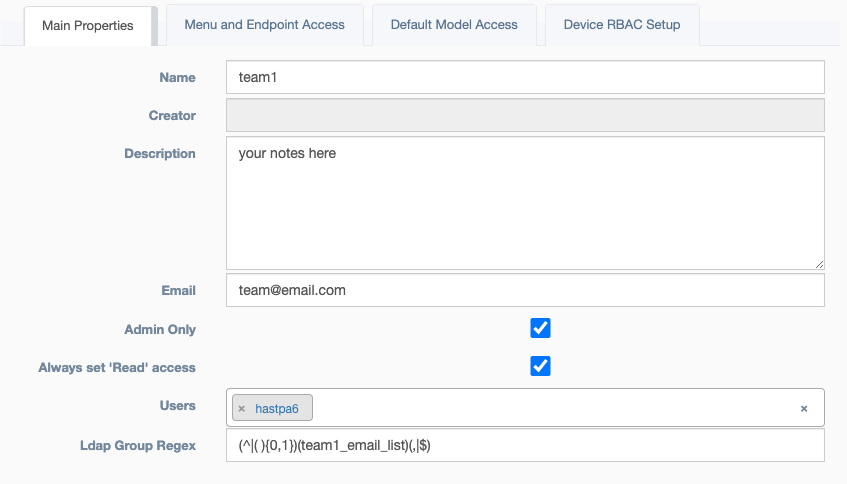 Main Properties
Menu and Endpoint Access
Default Model Access
Device RBAC Setup
Name team1
Creator
Description your notes here
Email team@email.com
Admin Only
Always set 'Read' access
Users × hastpa6 ×
Ldap Group Regex (^|( ){0,1})(team1_email_list)(,|$)